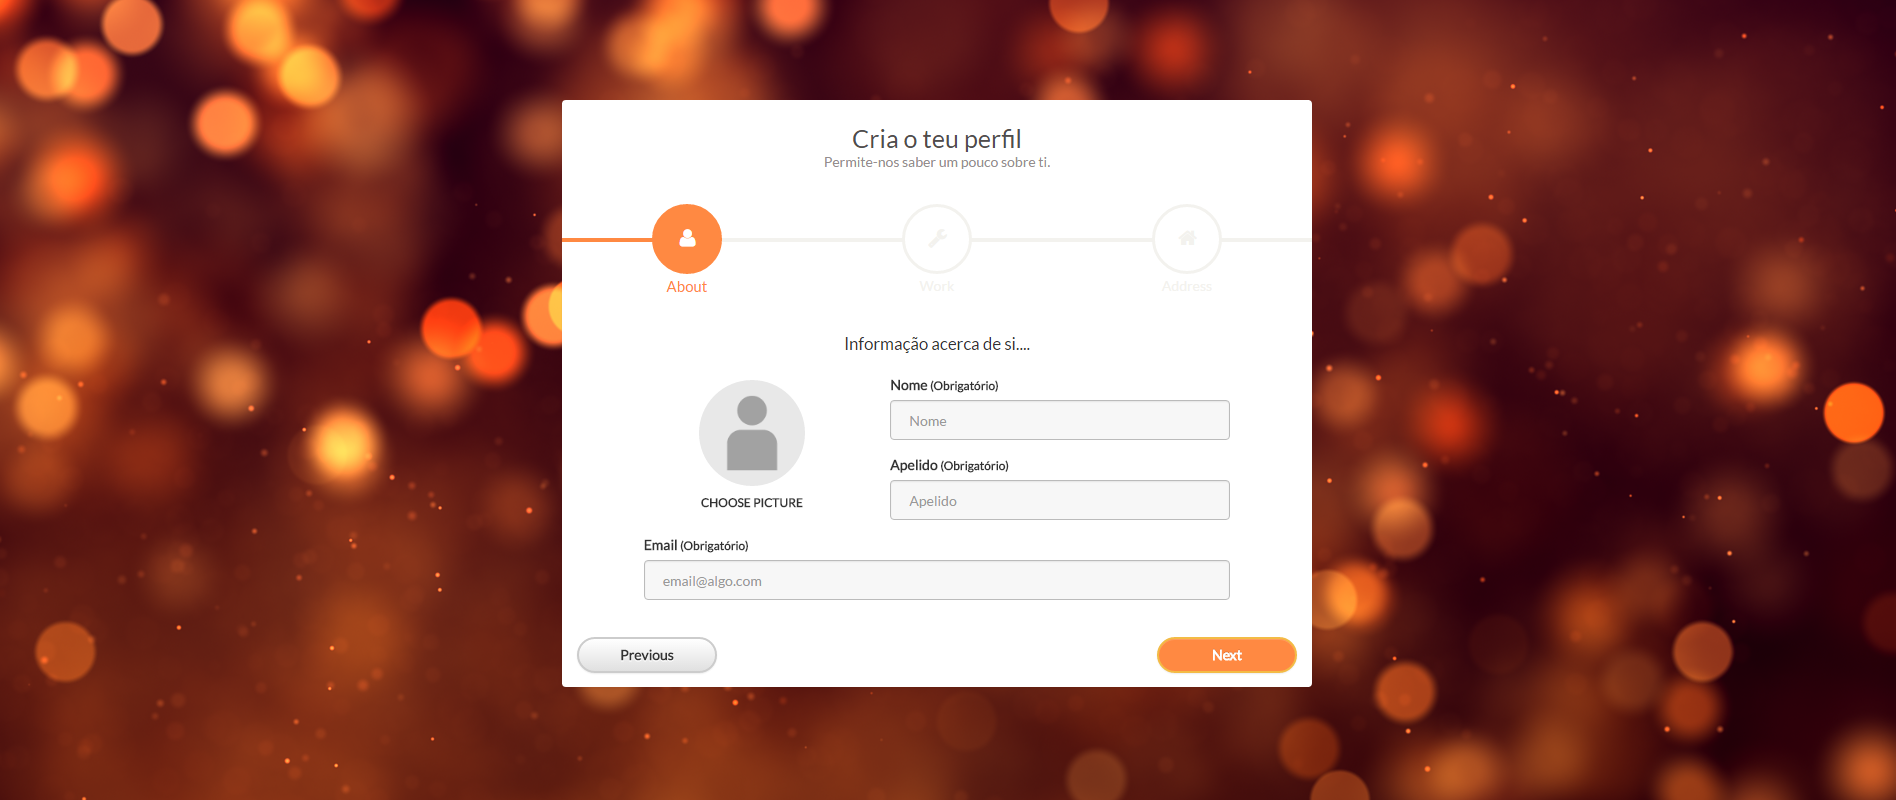 Cria o teu perfil
Permite-nos saber um pouco sobre ti.
About
Work
Address
Informação acerca de si....
Nome (Obrigatório)
Nome
Apelido (Obrigatório)
Apelido
CHOOSE PICTURE
Email (Obrigatório)
email@algo.com
Previous
Next